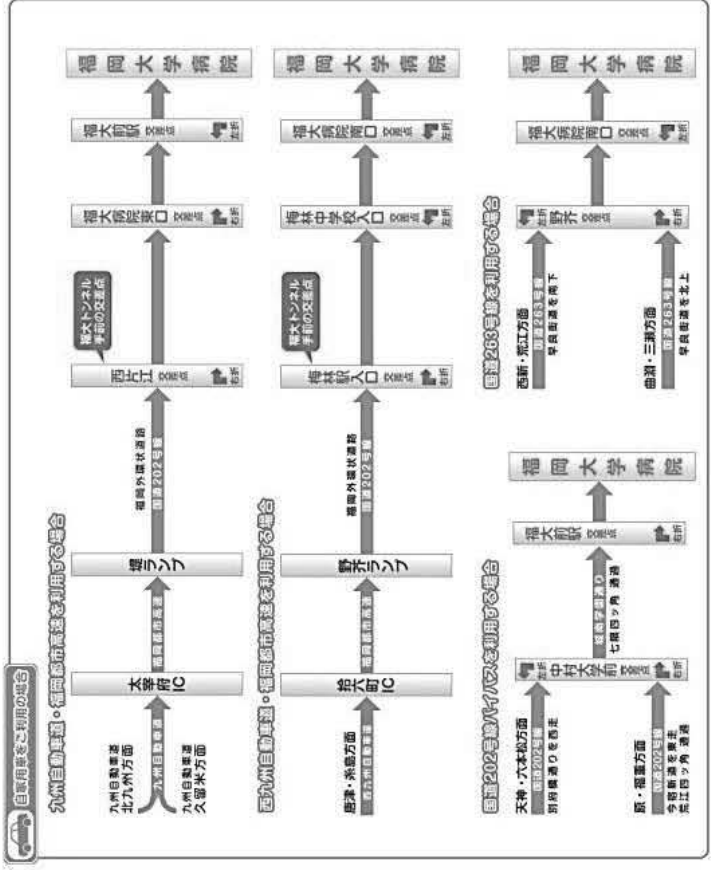 自家用車をご利用の場合
九州自動車道・福岡都市高速を利用する場合
九州自動車道
北九州方面
九州自動車道
久留米方面
九州自動車道
太宰府IC
福岡都市高速
堤ランプ
福岡外環状道路
国道202号線
福大トンネル
手前の交差点
西片江
交差点
右折
福大病院東口
交差点
右折
福大前駅
交差点
左折
福岡大学病院
西九州自動車道・福岡都市高速を利用する場合
唐津・糸島方面
西九州自動車道
拾六町IC
福岡都市高速
野芥ランプ
福岡外環状道路
国道202号線
福大トンネル
手前の交差点
梅林駅入口
交差点
右折
梅林中学校入口
交差点
左折
福大病院南口
交差点
左折
福岡大学病院
国道202号線バイパスを利用する場合
天神・六本松方面
国道202号線
別府橋通りを西走
原・福重方面
国道202号線
今宿新道を東走
荒江四ッ角 通過
左折
中村大学前
交差点
右折
城南学園通り
七隈四ッ角 通過
福大前駅
交差点
右折
福岡大学病院
国道263号線を利用する場合
西新・荒江方面
国道263号線
早良街道を南下
曲淵・三瀬方面
国道263号線
早良街道を北上
左折
野芥
交差点
右折
福大病院南口
交差点
左折
福岡大学病院